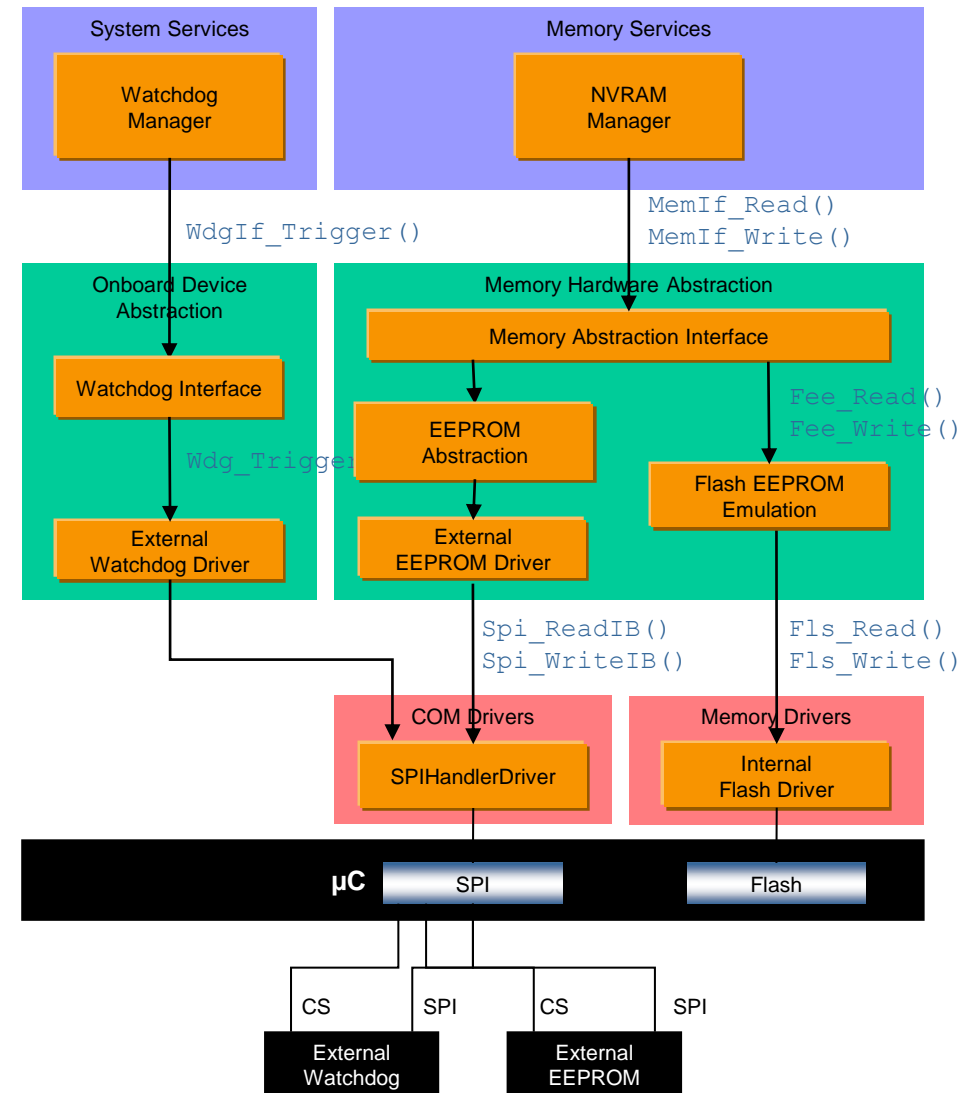 System Services
Memory Services
Watchdog
Manager
NVRAM
Manager
WdgIf_Trigger()
MemIf_Read()
MemIf_Write()
Onboard Device
Abstraction
Memory Hardware Abstraction
Memory Abstraction Interface
Watchdog Interface
Fee_Read()
Fee_Write()
EEPROM
Abstraction
Wdg_Trigger
Flash EEPROM
Emulation
External
Watchdog Driver
External
EEPROM Driver
Spi_ReadIB()
Spi_WriteIB()
Fls_Read()
Fls_Write()
COM Drivers
Memory Drivers
SPIHandlerDriver
Internal
Flash Driver
µC
SPI
Flash
CS
SPI
CS
SPI
External
Watchdog
External
EEPROM